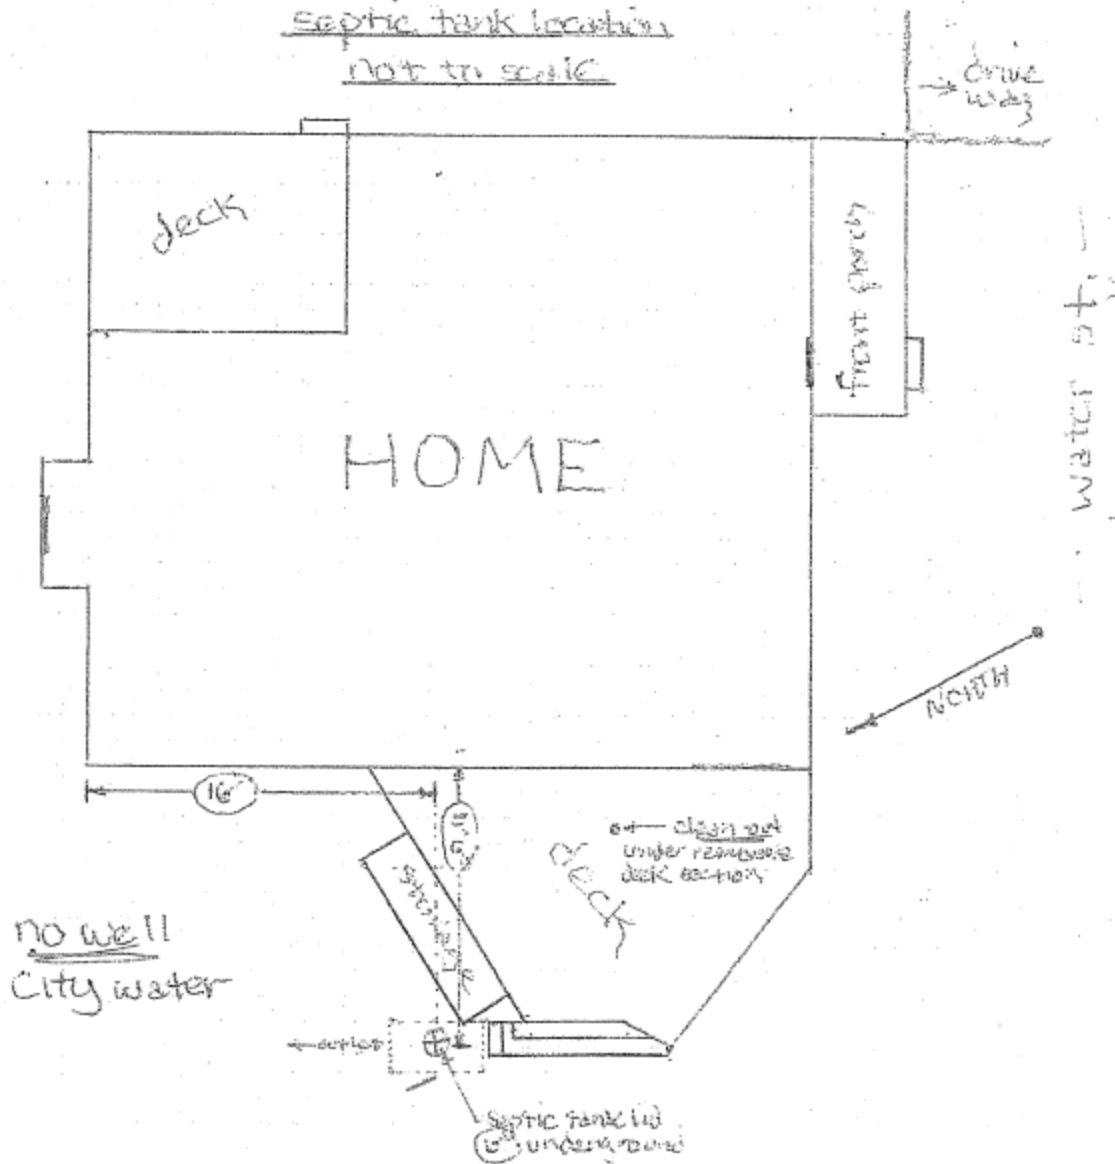 septic tank location
not to scale
drive
way
deck
front porch
water st.
HOME
NORTH
16'
clean out
under removable
deck section
deck
no well
City water
outlet
septic tank lid
underground